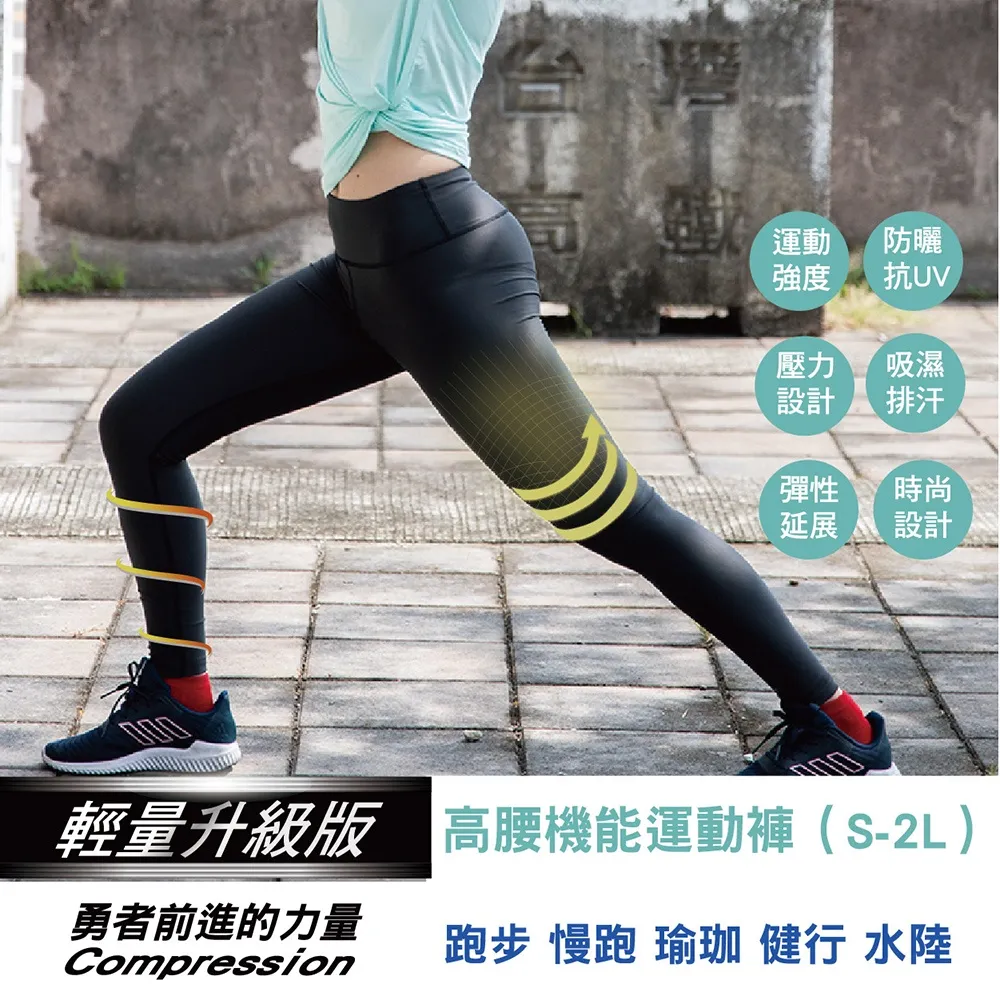 運動
強度
防曬
抗UV
壓力
設計
吸濕
排汗
彈性
延展
時尚
設計
輕量升級版
高腰機能運動褲（S-2L）
勇者前進的力量
Compression
跑步 慢跑 瑜珈 健行 水陸